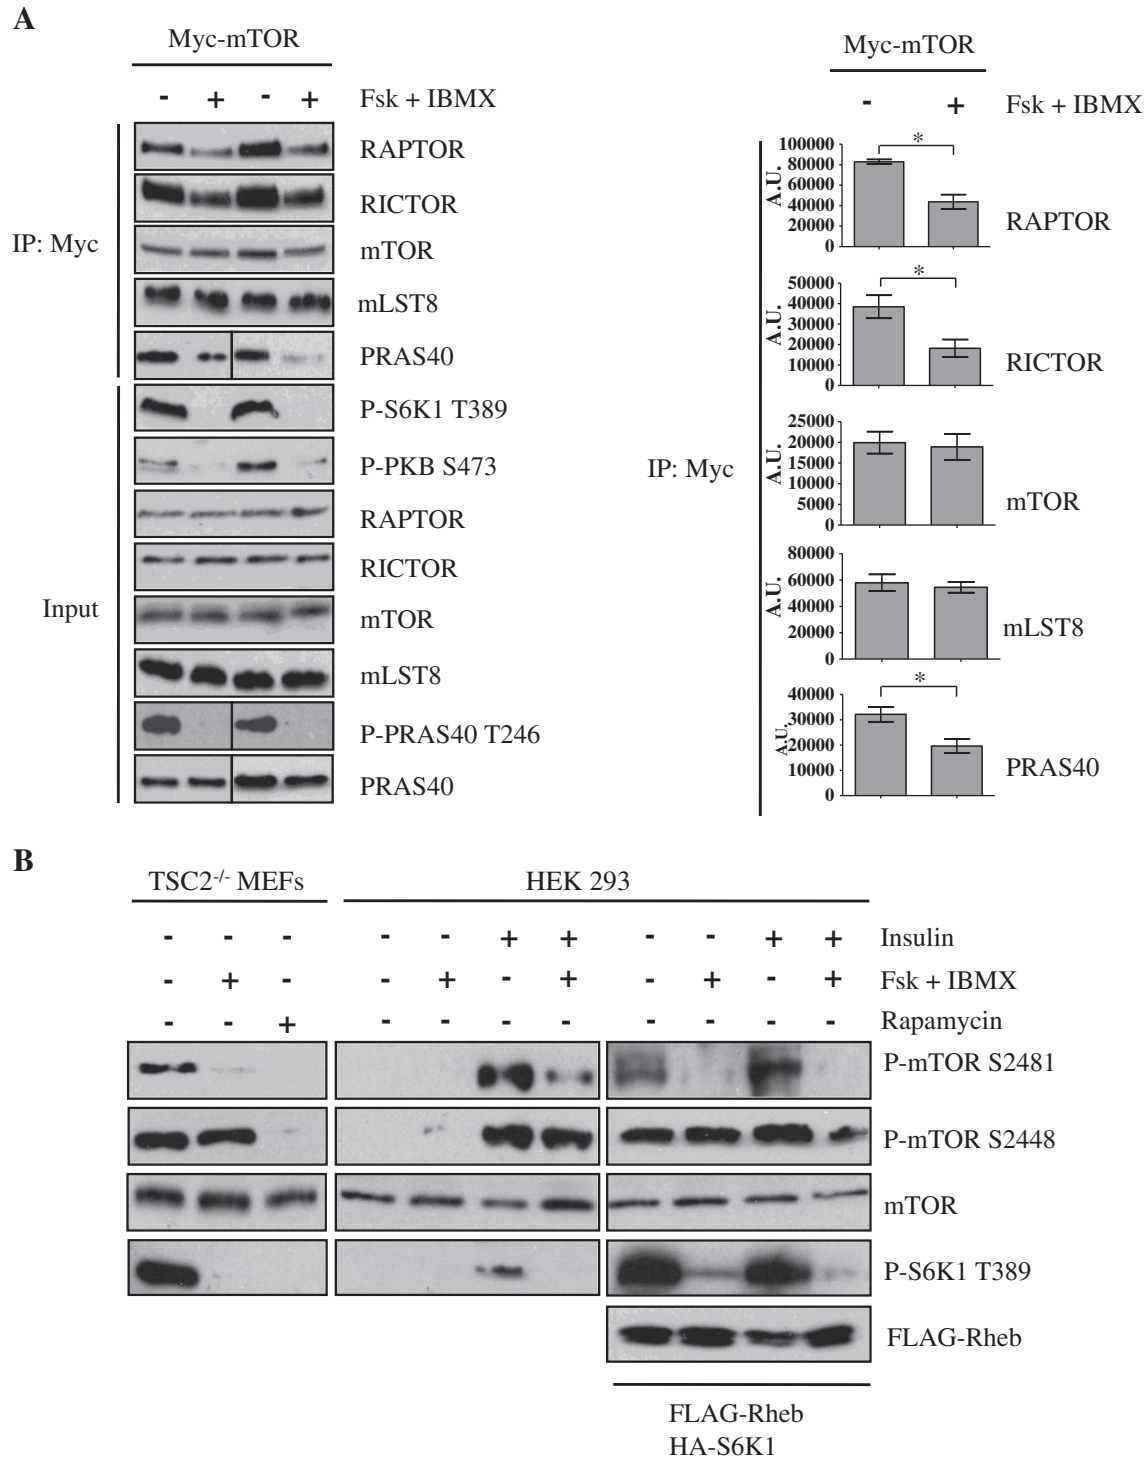 A
Myc-mTOR
- + - + Fsk + IBMX
IP: Myc
RAPTOR
RICTOR
mTOR
mLST8
PRAS40
Input
P-S6K1 T389
P-PKB S473
RAPTOR
RICTOR
mTOR
mLST8
P-PRAS40 T246
PRAS40
Myc-mTOR
- + Fsk + IBMX
IP: Myc
100000
80000
60000
40000
20000
0
A.U.
*
RAPTOR
50000
40000
30000
20000
10000
0
A.U.
*
RICTOR
25000
20000
15000
10000
5000
0
A.U.
mTOR
80000
60000
40000
20000
0
A.U.
mLST8
40000
30000
20000
10000
0
A.U.
*
PRAS40
B
TSC2-/- MEFs HEK 293
- - - - - + + - - + + Insulin
- + - - + - + - + - + Fsk + IBMX
- - + - - - - - - - - Rapamycin
P-mTOR S2481
P-mTOR S2448
mTOR
P-S6K1 T389
FLAG-Rheb
FLAG-Rheb
HA-S6K1